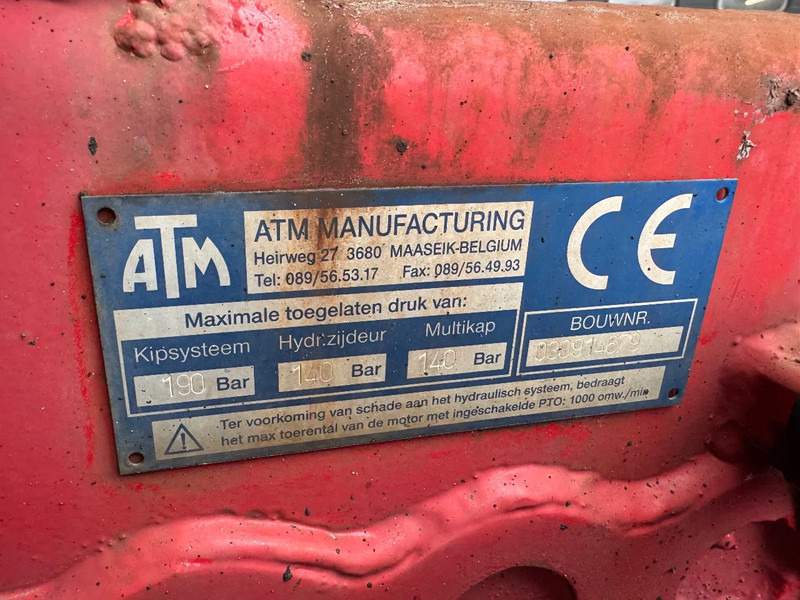 ATM
ATM MANUFACTURING
Heirweg 27 3680 MAASEIK-BELGIUM
Tel: 089/56.53.17 Fax: 089/56.49.93
CE
Maximale toegelaten druk van:
Kipsysteem Hydr.zijdeur Multikap
190 Bar 140 Bar 140 Bar
BOUWNR.
030914679
Ter voorkoming van schade aan het hydraulisch systeem, bedraagt
het max toerental van de motor met ingeschakelde PTO: 1000 omw./min